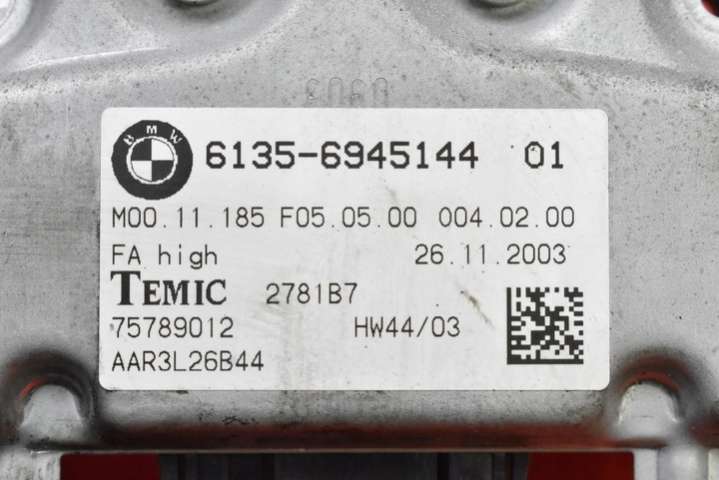 BMW 6135-6945144 01
M00.11.185 F05.05.00 004.02.00
FA high 26.11.2003
TEMIC 2781B7
75789012 HW44/03
AAR3L26B44